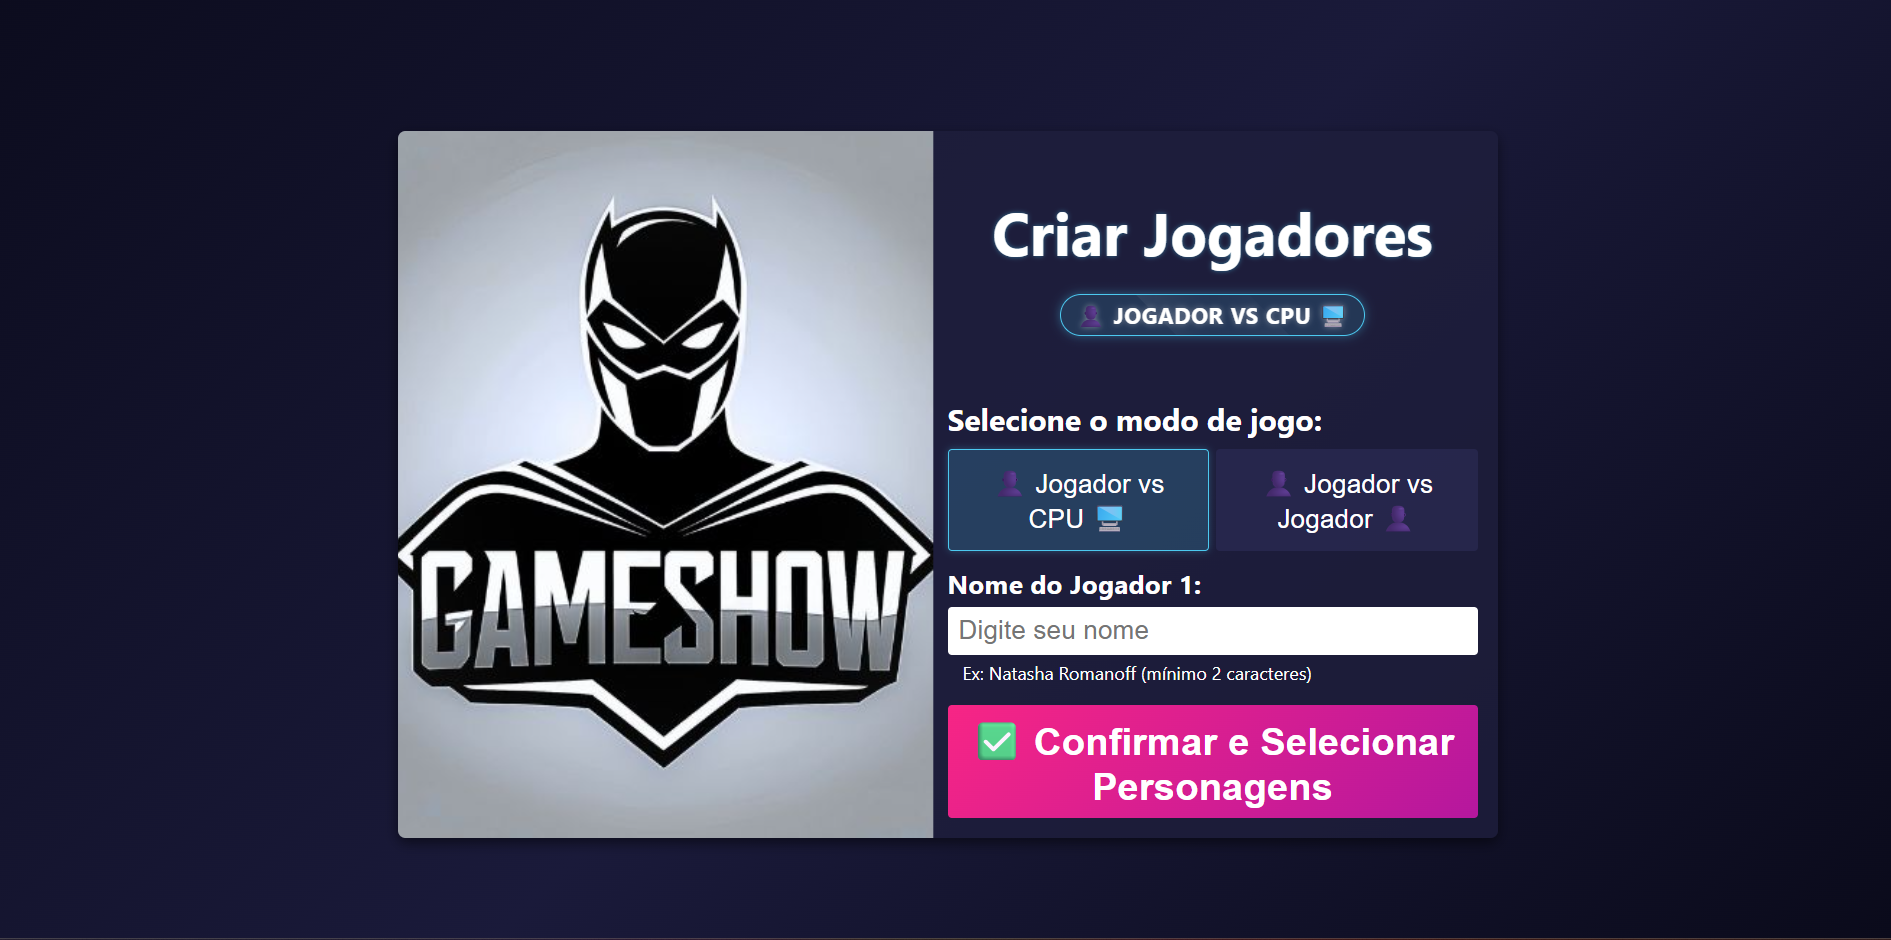 GAMESHOW
Criar Jogadores
👤 JOGADOR VS CPU 🖥️
Selecione o modo de jogo:
👤 Jogador vs
CPU 🖥️
👤 Jogador vs
Jogador 👤
Nome do Jogador 1:
Digite seu nome
Ex: Natasha Romanoff (mínimo 2 caracteres)
✅ Confirmar e Selecionar
Personagens